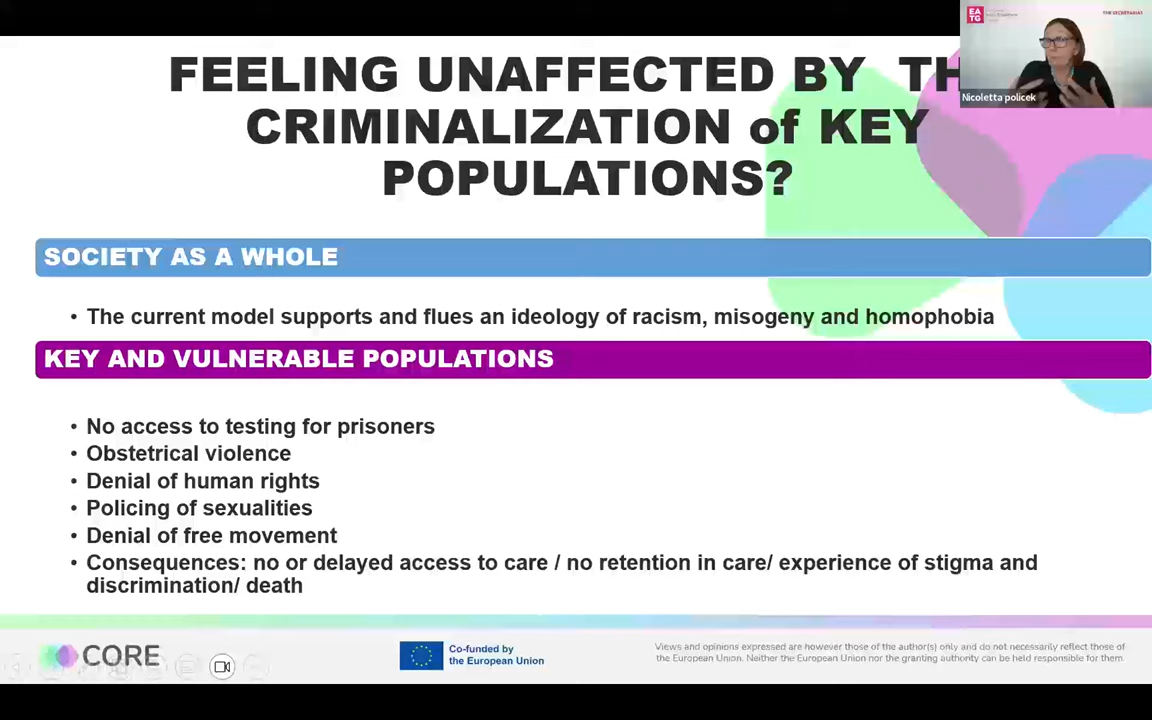 FEELING UNAFFECTED BY TH
CRIMINALIZATION of KEY
POPULATIONS?
EA
TG
THE SECRETARIAT
Nicoletta policek
SOCIETY AS A WHOLE
• The current model supports and flues an ideology of racism, misogeny and homophobia
KEY AND VULNERABLE POPULATIONS
• No access to testing for prisoners
• Obstetrical violence
• Denial of human rights
• Policing of sexualities
• Denial of free movement
• Consequences: no or delayed access to care / no retention in care/ experience of stigma and
discrimination/ death
CORE
Co-funded by
the European Union
Views and opinions expressed are however those of the author(s) only and do not necessarily reflect those of
the European Union. Neither the European Union nor the granting authority can be held responsible for them.